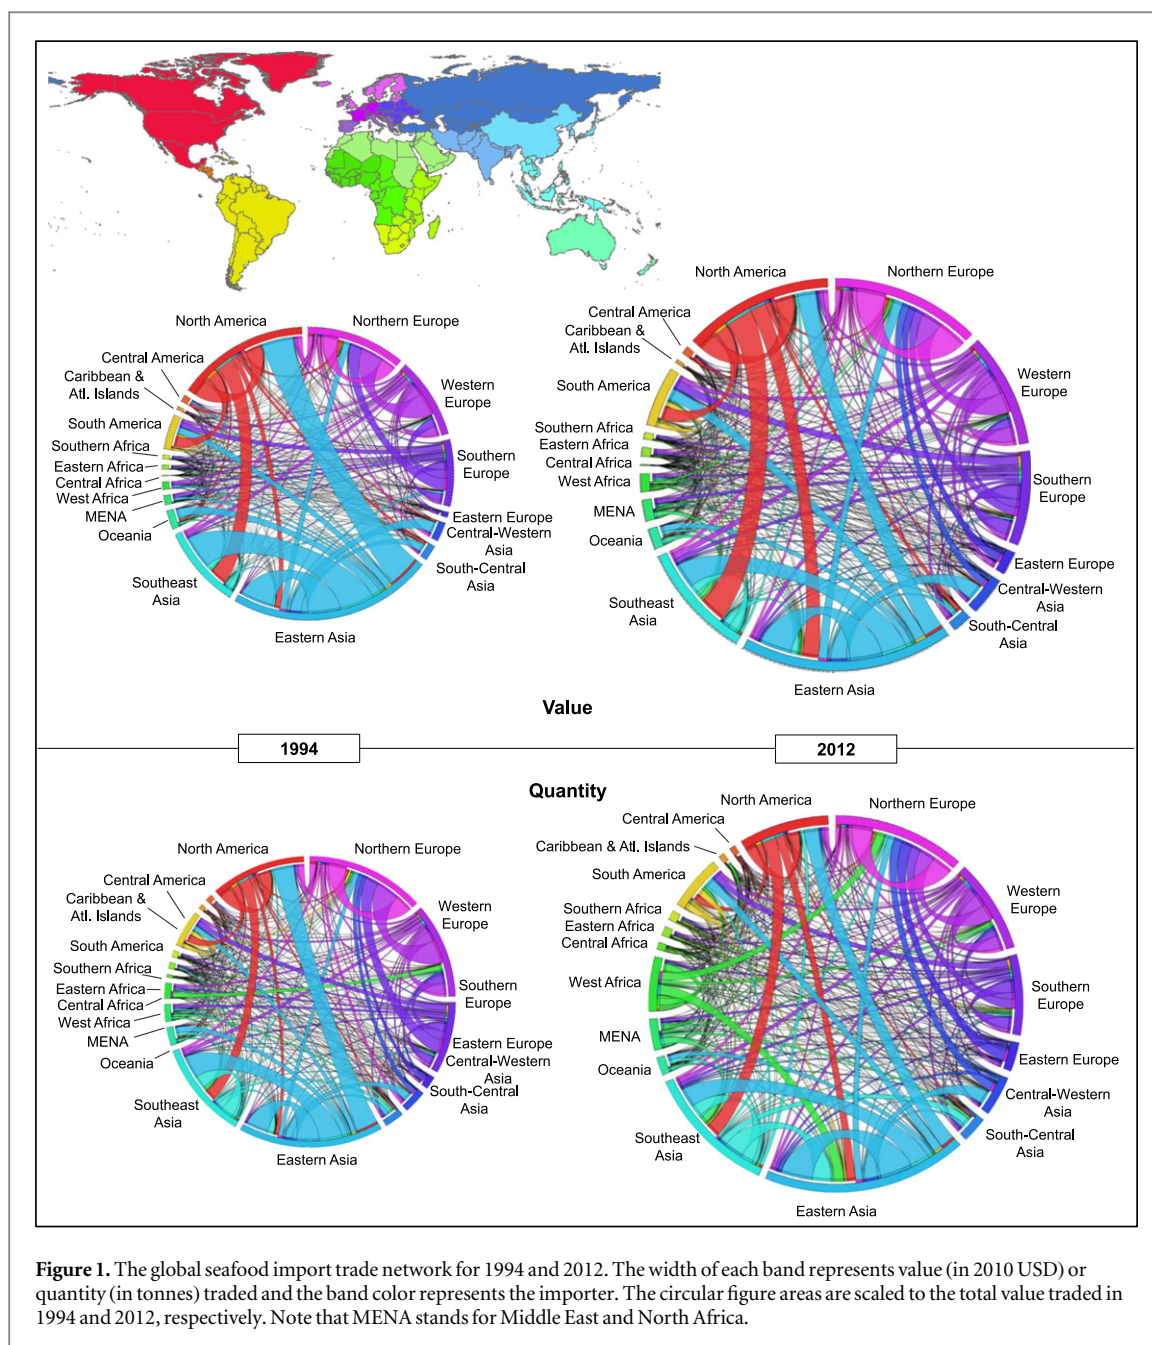 North America
Northern Europe
Central America
Caribbean &
Atl. Islands
South America
Southern Africa
Eastern Africa
Central Africa
West Africa
MENA
Oceania
Southeast
Asia
Eastern Asia
South-Central
Asia
Central-Western
Asia
Eastern Europe
Southern
Europe
Western
Europe
North America
Northern Europe
Central America
Caribbean &
Atl. Islands
South America
Southern Africa
Eastern Africa
Central Africa
West Africa
MENA
Oceania
Southeast
Asia
Eastern Asia
South-Central
Asia
Central-Western
Asia
Eastern Europe
Southern
Europe
Western
Europe
Value
1994
2012
Quantity
North America
Northern Europe
Central America
Caribbean &
Atl. Islands
South America
Southern Africa
Eastern Africa
Central Africa
West Africa
MENA
Oceania
Southeast
Asia
Eastern Asia
South-Central
Asia
Eastern Europe
Central-Western
Asia
Southern
Europe
Western
Europe
North America
Northern Europe
Central America
Caribbean & Atl. Islands
South America
Southern Africa
Eastern Africa
Central Africa
West Africa
MENA
Oceania
Southeast
Asia
Eastern Asia
South-Central
Asia
Central-Western
Asia
Eastern Europe
Southern
Europe
Western
Europe
Figure 1. The global seafood import trade network for 1994 and 2012. The width of each band represents value (in 2010 USD) or
quantity (in tonnes) traded and the band color represents the importer. The circular figure areas are scaled to the total value traded in
1994 and 2012, respectively. Note that MENA stands for Middle East and North Africa.